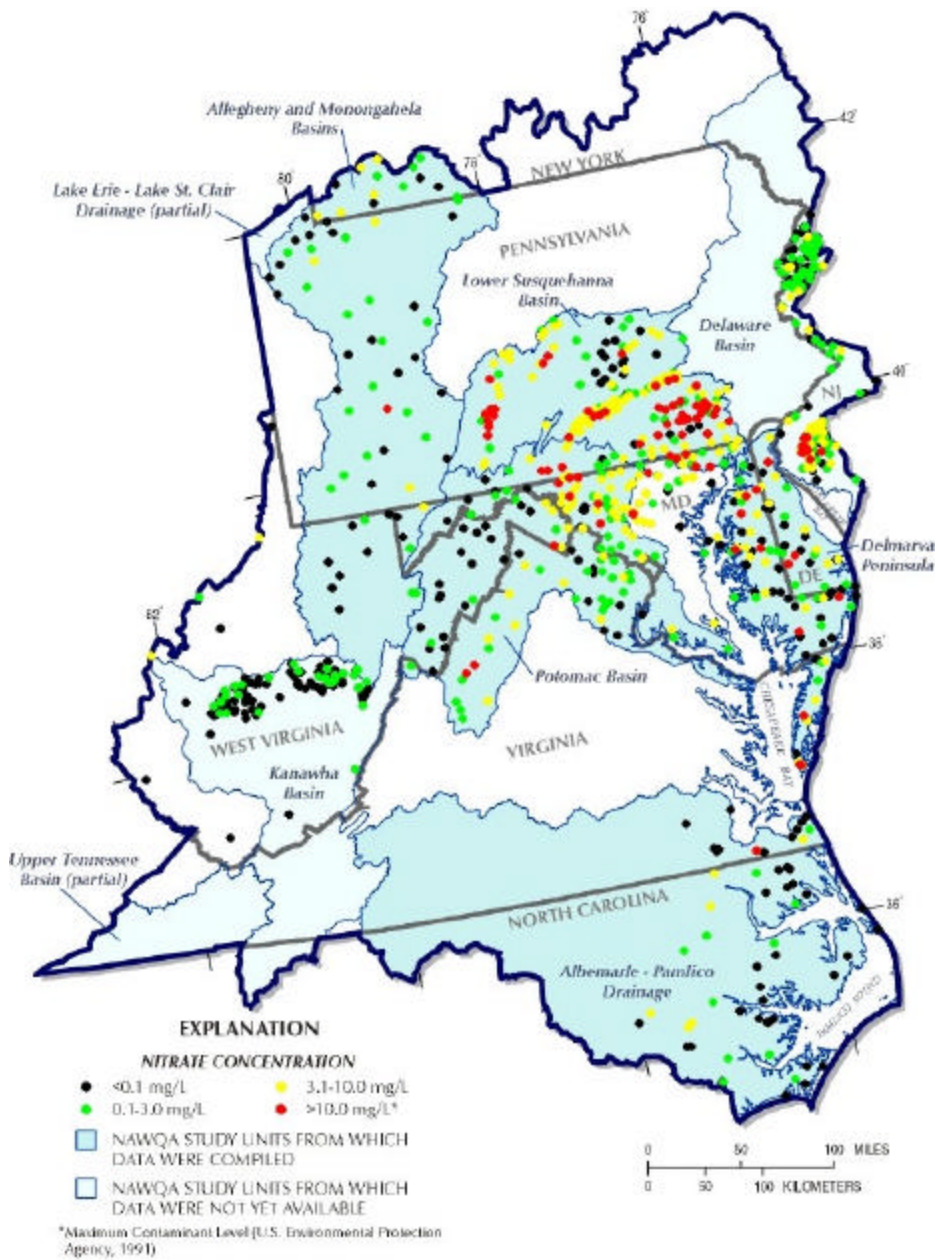 76°
Allegheny and Monongahela
Basins
42°
78°
NEW YORK
80°
Lake Erie - Lake St. Clair
Drainage (partial)
PENNSYLVANIA
Lower Susquehanna
Basin
Delaware
Basin
NJ
40°
MD
Delmarva
Peninsula
DE
82°
38°
Potomac Basin
CHESAPEAKE BAY
WEST VIRGINIA
VIRGINIA
Kanawha
Basin
Upper Tennessee
Basin (partial)
NORTH CAROLINA
36°
Albemarle - Pamlico
Drainage
PAMLICO SOUND
EXPLANATION
NITRATE CONCENTRATION
<0.1 mg/L
3.1-10.0 mg/L
0.1-3.0 mg/L
>10.0 mg/L*
NAWQA STUDY UNITS FROM WHICH
DATA WERE COMPILED
NAWQA STUDY UNITS FROM WHICH
DATA WERE NOT YET AVAILABLE
0 50 100 MILES
0 50 100 KILOMETERS
*Maximum Contaminant Level (U.S. Environmental Protection
Agency, 1991)